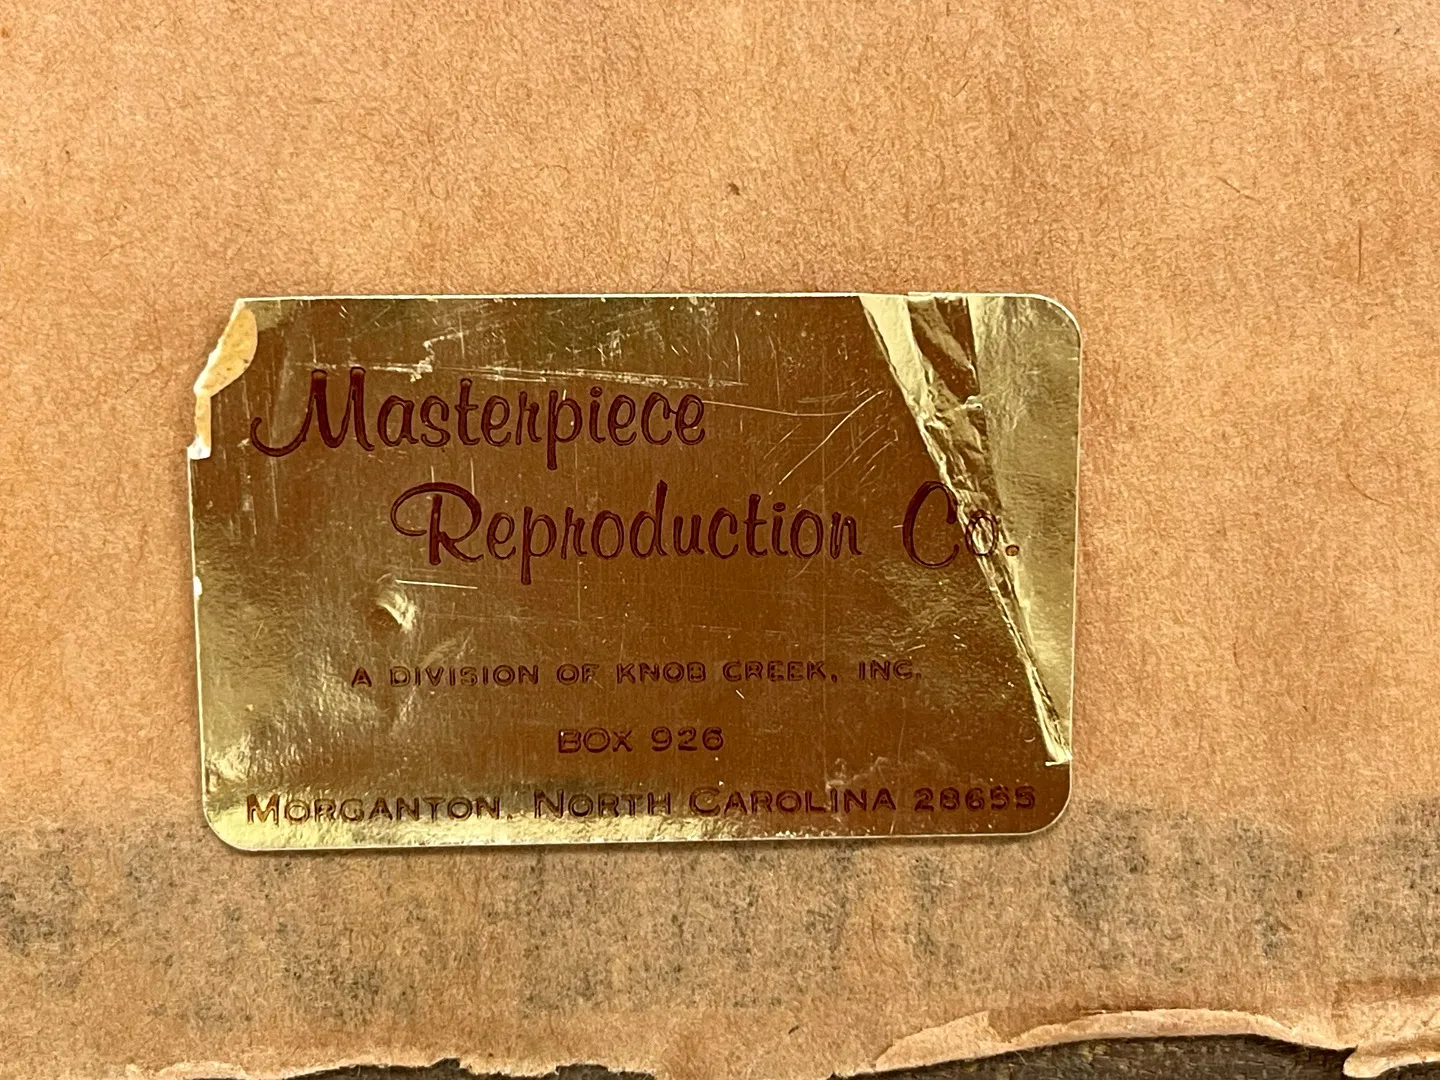 Masterpiece
Reproduction Co.
A DIVISION OF KNOB CREEK, INC.
BOX 926
MORGANTON, NORTH CAROLINA 28655